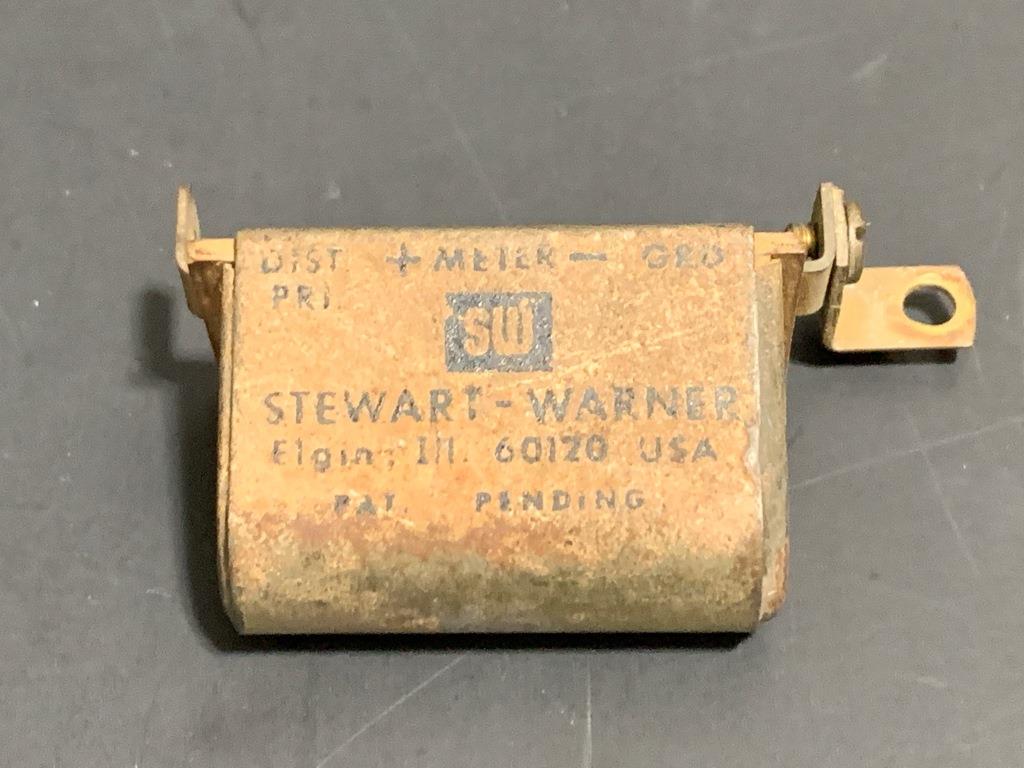 DIST. + METER - GRD
PRI
SW
STEWART-WARNER
Elgin, Ill. 60120 USA
PAT. PENDING